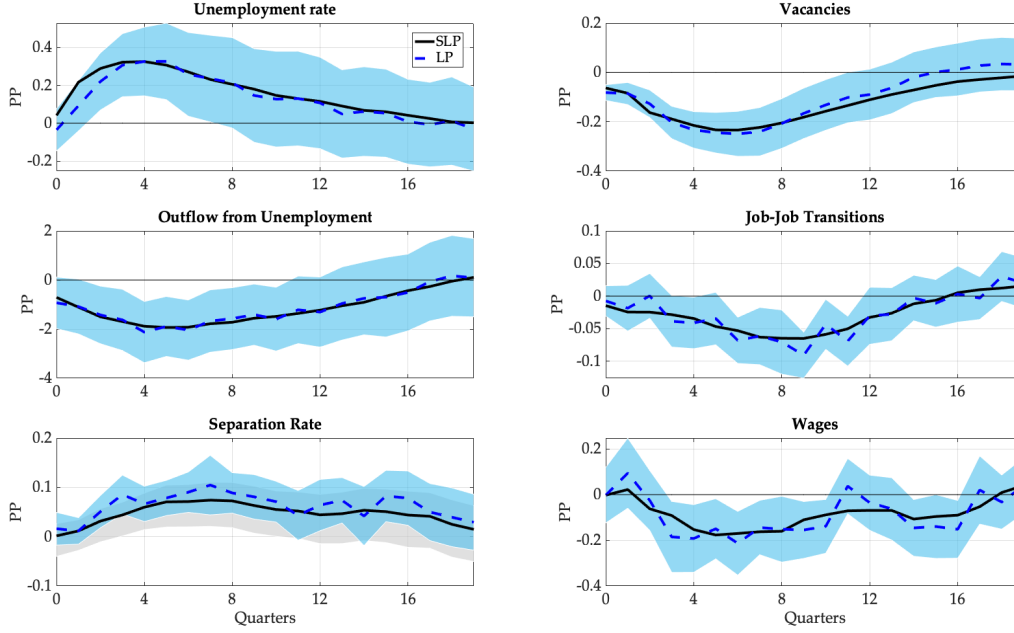 Unemployment rate
PP
0.4
0.2
0
-0.2
SLP
LP
0 4 8 12 16
Vacancies
PP
0.2
0
-0.2
-0.4
0 4 8 12 16
Outflow from Unemployment
PP
2
0
-2
-4
0 4 8 12 16
Job-Job Transitions
PP
0.1
0.05
0
-0.05
-0.1
0 4 8 12 16
Separation Rate
PP
0.2
0.1
0
-0.1
0 4 8 12 16
Quarters
Wages
PP
0.2
0
-0.2
-0.4
0 4 8 12 16
Quarters